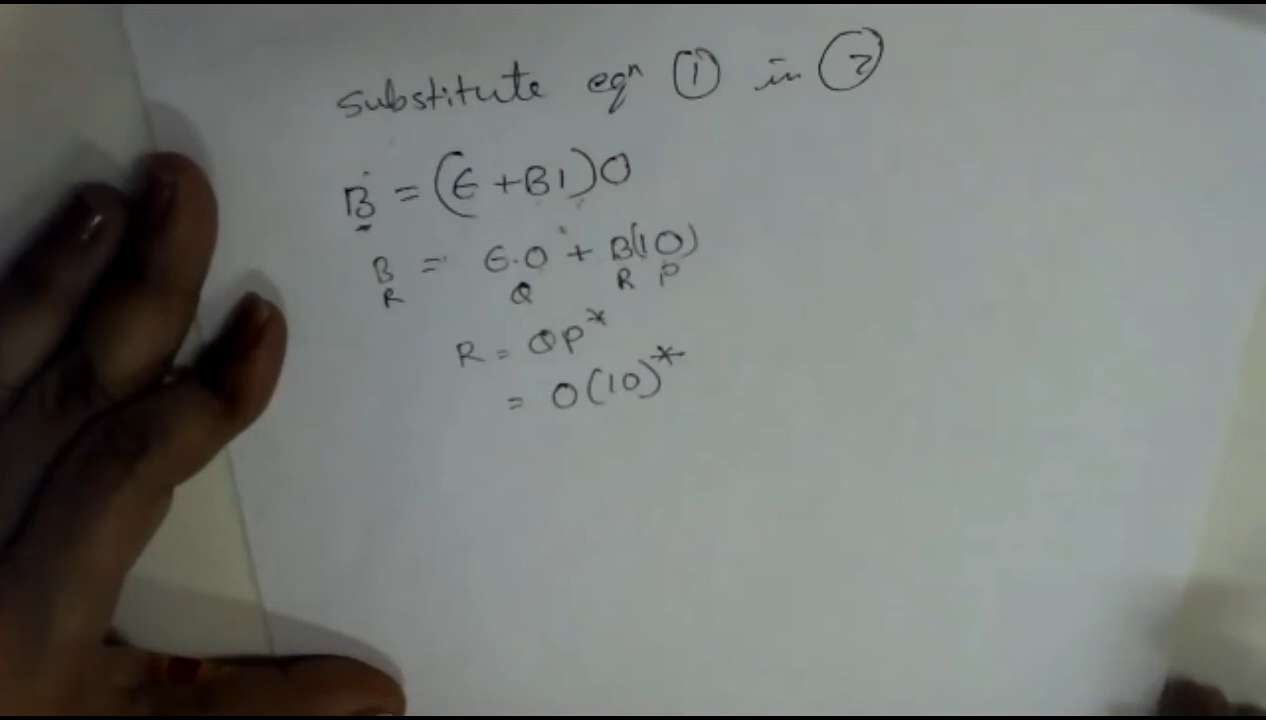 substitute eqⁿ ① in ②
B = (ϵ + B1)0
B = ϵ.0 + B(10)
R Q R P
R = QP*
= 0(10)*